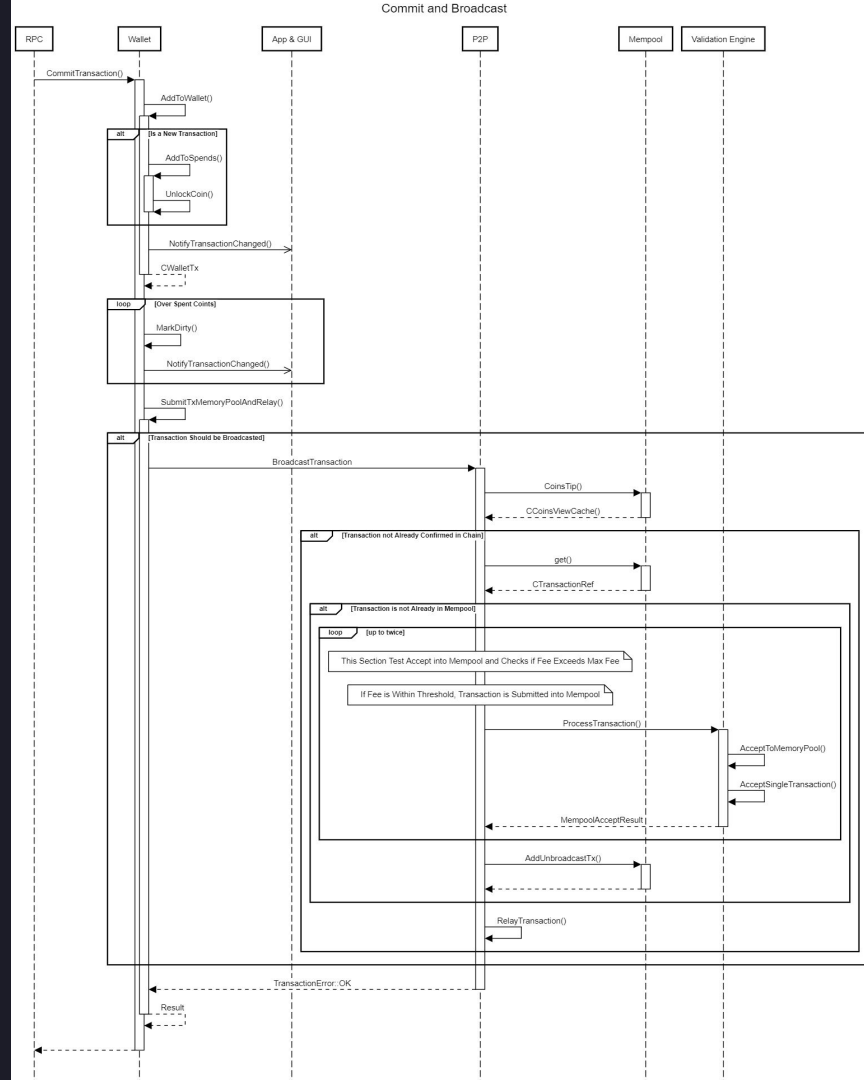 Commit and Broadcast
RPC
Wallet
App & GUI
P2P
Mempool
Validation Engine
CommitTransaction()
AddToWallet()
alt
[Is a New Transaction]
AddToSpends()
UnlockCoin()
NotifyTransactionChanged()
CWalletTx
loop
[Over Spent Coints]
MarkDirty()
NotifyTransactionChanged()
SubmitTxMemoryPoolAndRelay()
alt
[Transaction Should be Broadcasted]
BroadcastTransaction
CoinsTip()
CCoinsViewCache()
alt
[Transaction not Already Confirmed in Chain]
get()
CTransactionRef
alt
[Transaction is not Already in Mempool]
loop
[up to twice]
This Section Test Accept into Mempool and Checks if Fee Exceeds Max Fee
If Fee is Within Threshold, Transaction is Submitted into Mempool
ProcessTransaction()
AcceptToMemoryPool()
AcceptSingleTransaction()
MempoolAcceptResult
AddUnbroadcastTx()
RelayTransaction()
TransactionError::OK
Result